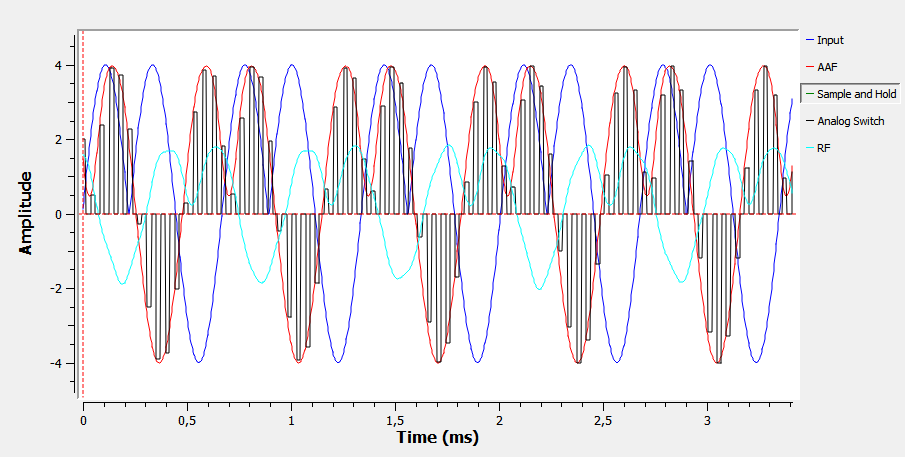 Input
AAF
Sample and Hold
Analog Switch
RF
Amplitude
4
2
0
-2
-4
0
0,5
1
1,5
2
2,5
3
Time (ms)